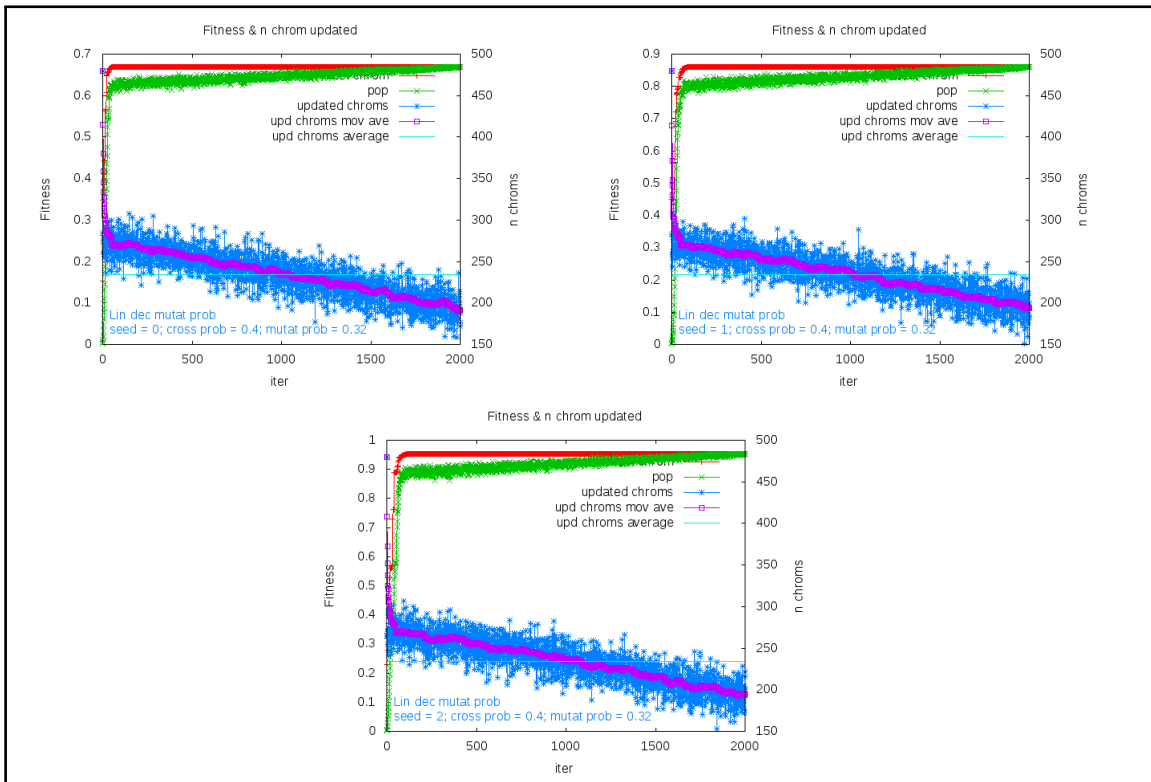 Fitness & n chrom updated
0.7
0.6
0.5
0.4
0.3
0.2
0.1
0
Fitness
500
450
400
350
300
250
200
150
n chroms
pop
updated chroms
upd chroms mov ave
upd chroms average
Lin dec mutat prob
seed = 0; cross prob = 0.4; mutat prob = 0.32
0 500 1000 1500 2000
iter
Fitness & n chrom updated
0.9
0.8
0.7
0.6
0.5
0.4
0.3
0.2
0.1
0
Fitness
500
450
400
350
300
250
200
150
n chroms
pop
updated chroms
upd chroms mov ave
upd chroms average
Lin dec mutat prob
seed = 1; cross prob = 0.4; mutat prob = 0.32
0 500 1000 1500 2000
iter
Fitness & n chrom updated
1
0.9
0.8
0.7
0.6
0.5
0.4
0.3
0.2
0.1
0
Fitness
500
450
400
350
300
250
200
150
n chroms
pop
updated chroms
upd chroms mov ave
upd chroms average
Lin dec mutat prob
seed = 2; cross prob = 0.4; mutat prob = 0.32
0 500 1000 1500 2000
iter